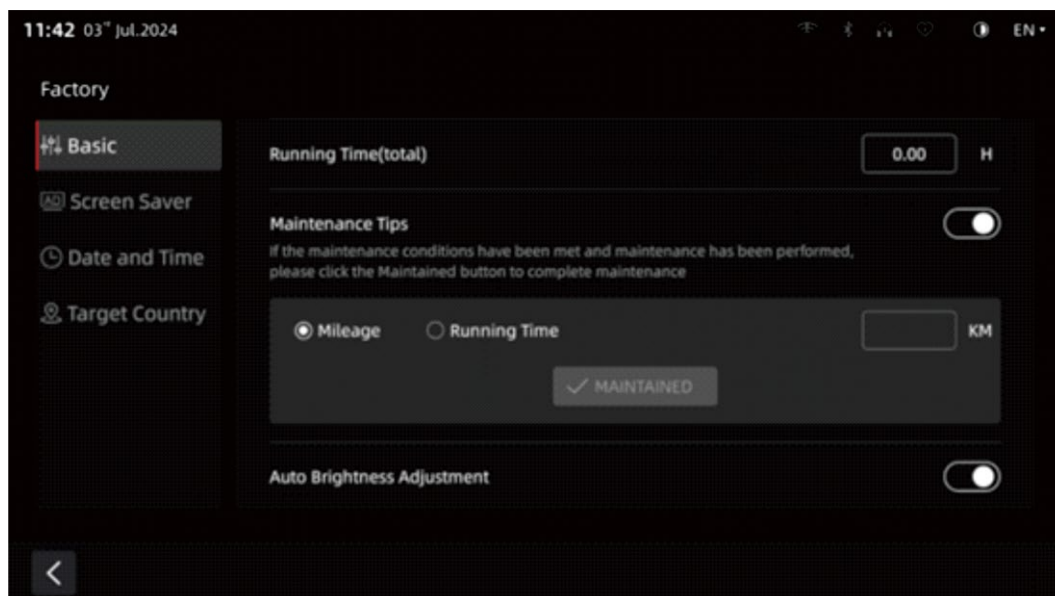 11:42 03rd Jul.2024
EN
Factory
Basic
AD Screen Saver
Date and Time
Target Country
Running Time(total) 0.00 H
Maintenance Tips
If the maintenance conditions have been met and maintenance has been performed,
please click the Maintained button to complete maintenance
Mileage Running Time KM
MAINTAINED
Auto Brightness Adjustment